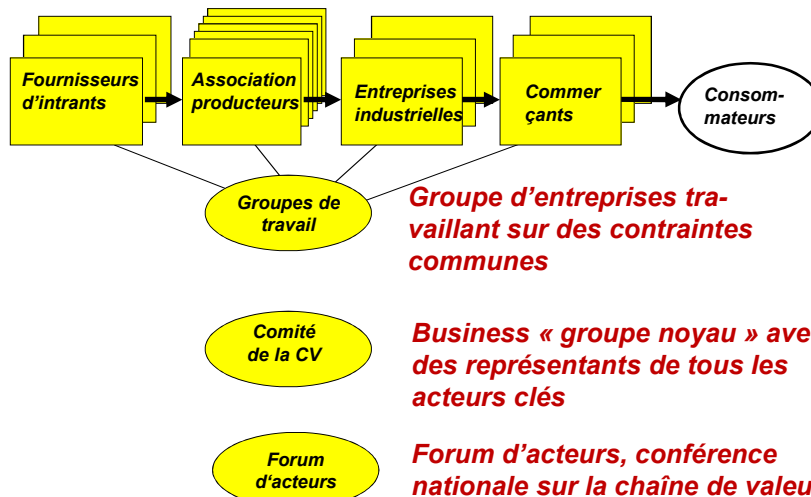 Fournisseurs
d'intrants
Association
producteurs
Entreprises
industrielles
Commer
çants
Consom-
mateurs
Groupes de
travail
Groupe d'entreprises tra-
vaillant sur des contraintes
communes
Comité
de la CV
Business « groupe noyau » ave
des représentants de tous les
acteurs clés
Forum
d'acteurs
Forum d'acteurs, conférence
nationale sur la chaîne de valeu